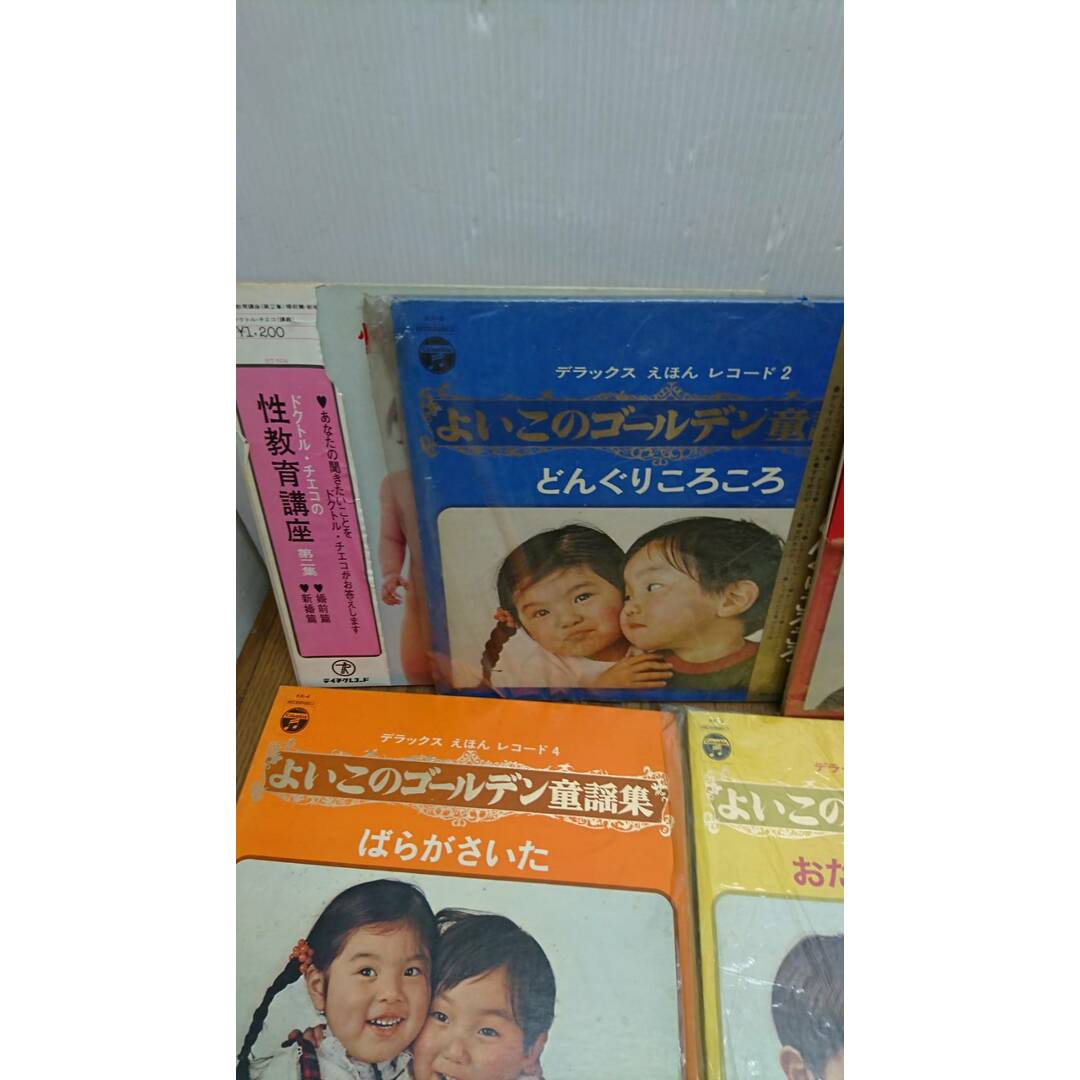 ¥1,200
♥あなたの聞きたいことを
ドクトル・チエコがお答えします
ドクトル・チエコの
性教育講座 第二集
♥婚前篇
♥新婚篇
テイチクレコード
デラックス えほん レコード 2
よいこのゴールデン童謡
どんぐりころころ
KK-4
デラックス えほん レコード 4
よいこのゴールデン童謡集
ばらがさいた
デラ
よいこの
おた